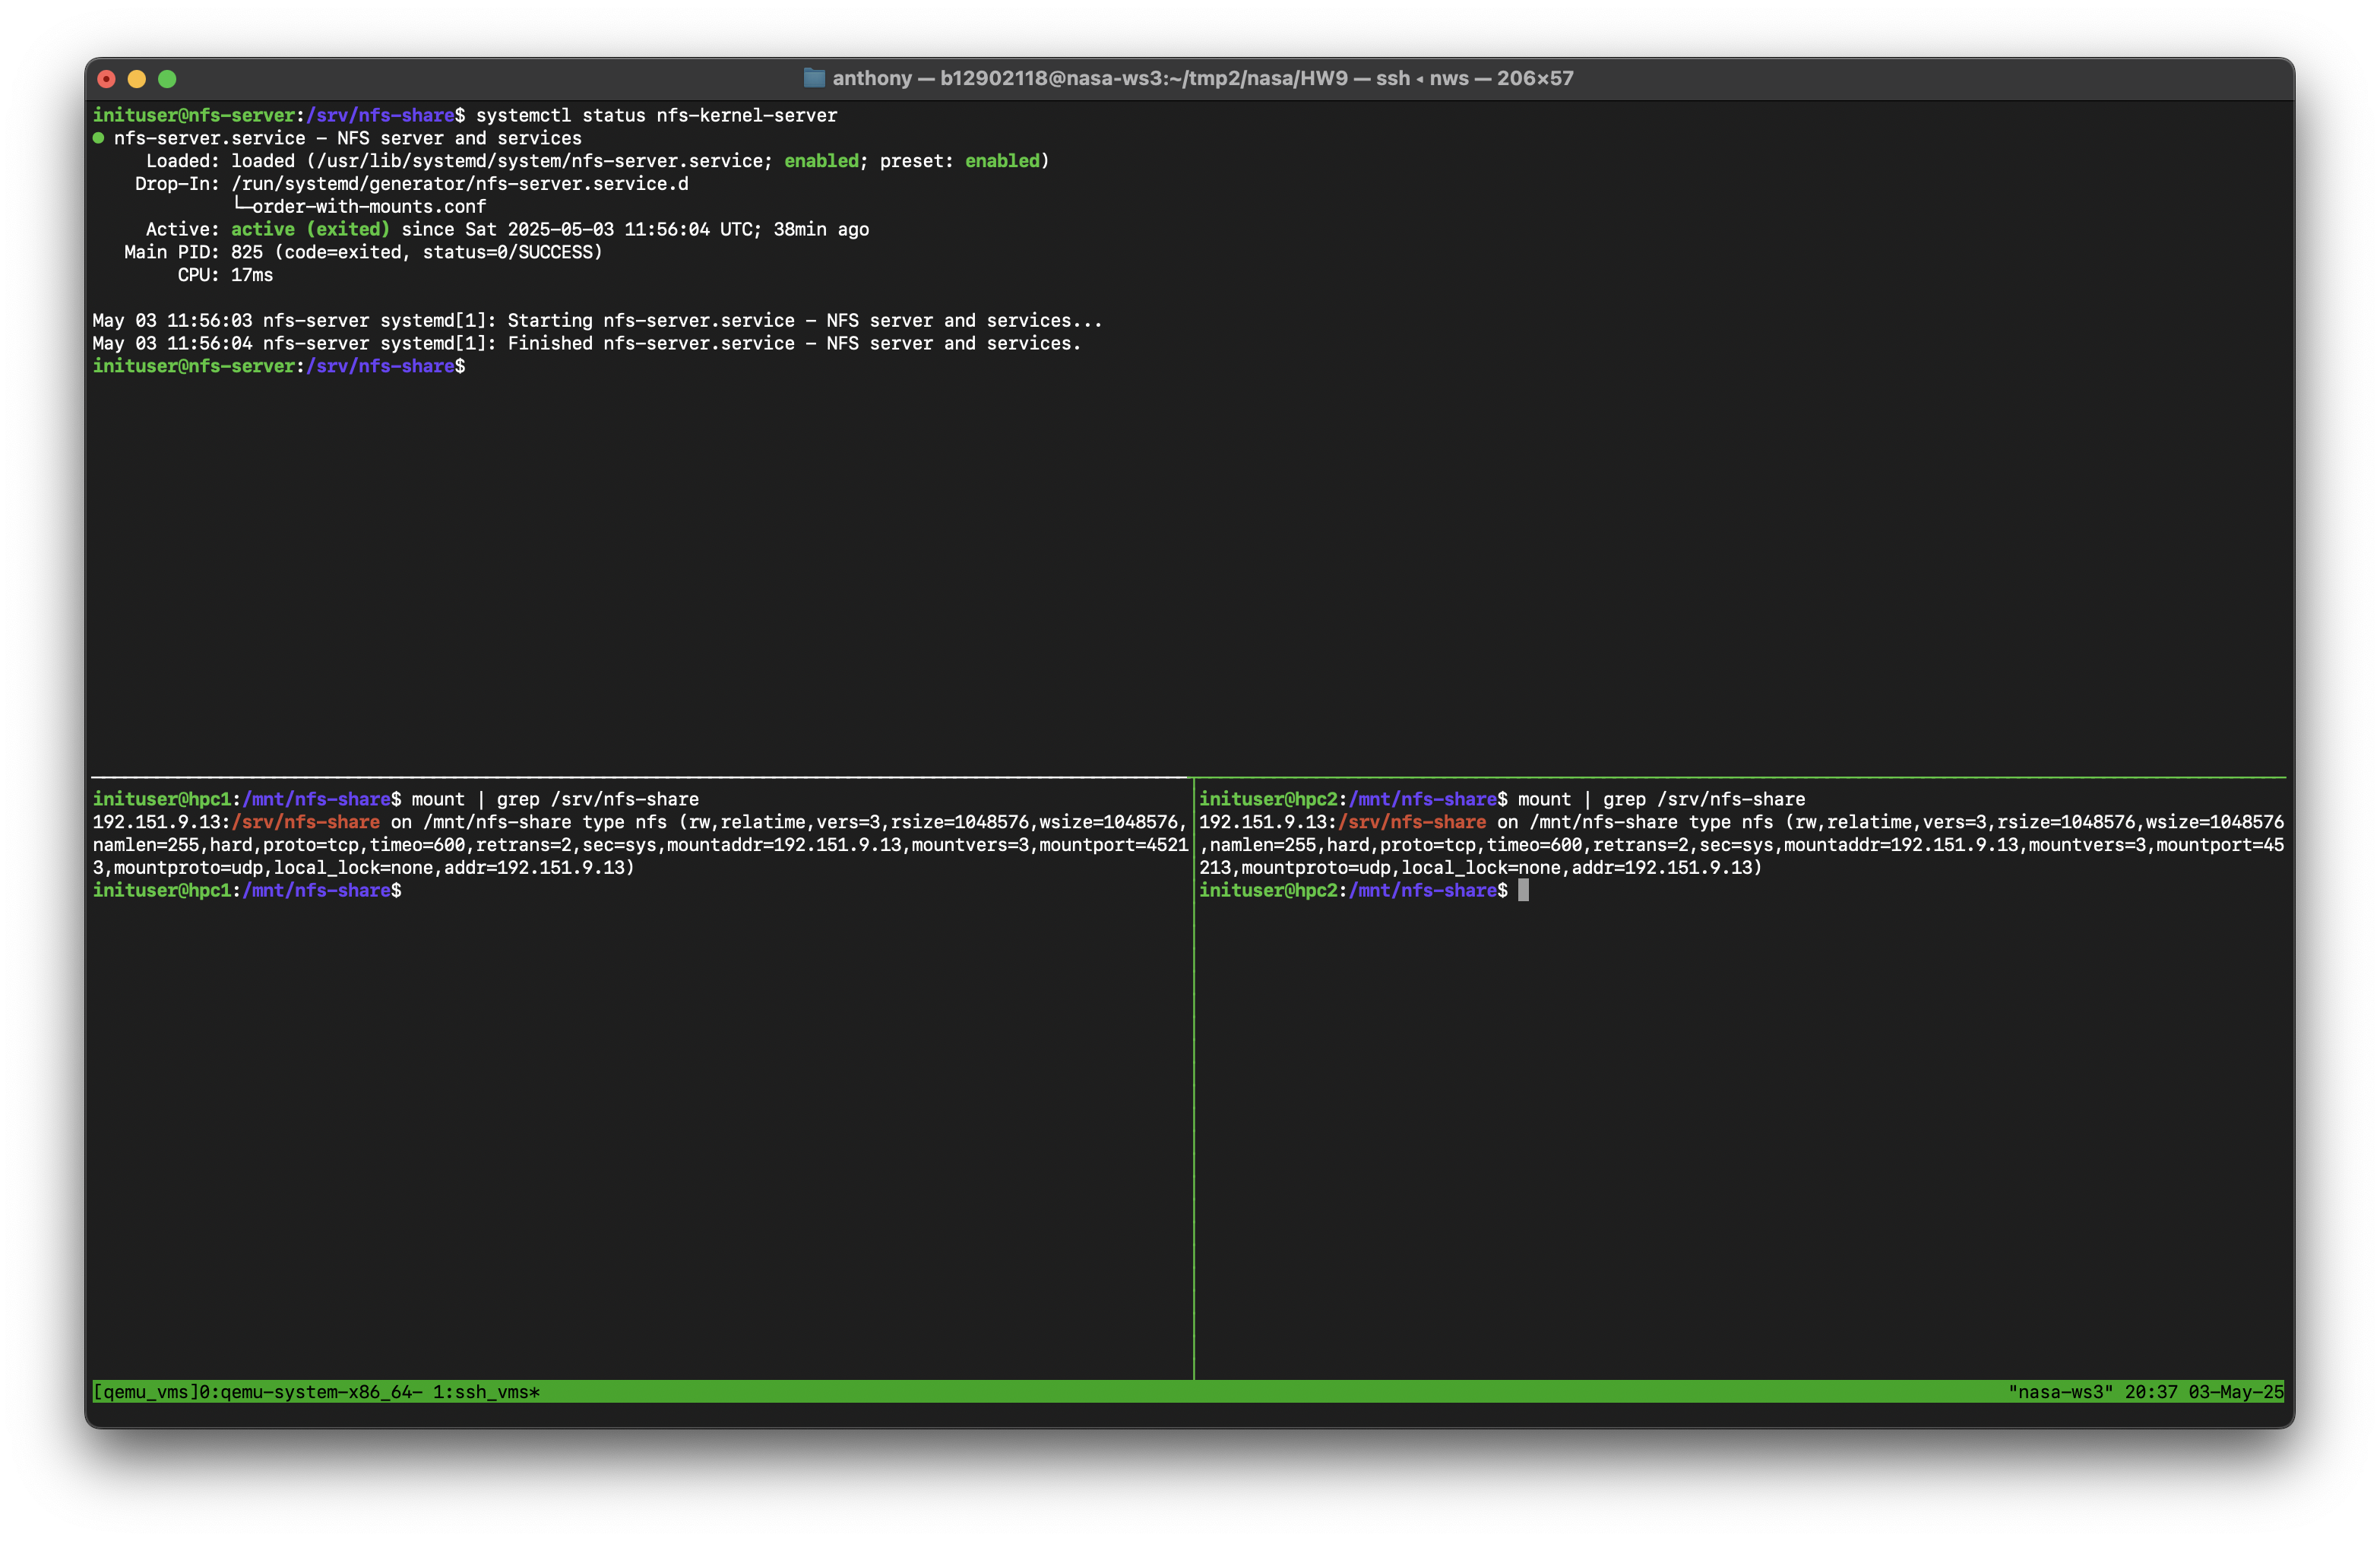 anthony — b12902118@nasa-ws3:~/tmp2/nasa/HW9 — ssh ◂ nws — 206×57
inituser@nfs-server:/srv/nfs-share$ systemctl status nfs-kernel-server
● nfs-server.service - NFS server and services
     Loaded: loaded (/usr/lib/systemd/system/nfs-server.service; enabled; preset: enabled)
    Drop-In: /run/systemd/generator/nfs-server.service.d
             └─order-with-mounts.conf
     Active: active (exited) since Sat 2025-05-03 11:56:04 UTC; 38min ago
   Main PID: 825 (code=exited, status=0/SUCCESS)
        CPU: 17ms
May 03 11:56:03 nfs-server systemd[1]: Starting nfs-server.service - NFS server and services...
May 03 11:56:04 nfs-server systemd[1]: Finished nfs-server.service - NFS server and services.
inituser@nfs-server:/srv/nfs-share$
inituser@hpc1:/mnt/nfs-share$ mount | grep /srv/nfs-share
192.151.9.13:/srv/nfs-share on /mnt/nfs-share type nfs (rw,relatime,vers=3,rsize=1048576,wsize=1048576,
namlen=255,hard,proto=tcp,timeo=600,retrans=2,sec=sys,mountaddr=192.151.9.13,mountvers=3,mountport=4521
3,mountproto=udp,local_lock=none,addr=192.151.9.13)
inituser@hpc1:/mnt/nfs-share$
inituser@hpc2:/mnt/nfs-share$ mount | grep /srv/nfs-share
192.151.9.13:/srv/nfs-share on /mnt/nfs-share type nfs (rw,relatime,vers=3,rsize=1048576,wsize=1048576
,namlen=255,hard,proto=tcp,timeo=600,retrans=2,sec=sys,mountaddr=192.151.9.13,mountvers=3,mountport=45
213,mountproto=udp,local_lock=none,addr=192.151.9.13)
inituser@hpc2:/mnt/nfs-share$
[qemu_vms]0:qemu-system-x86_64- 1:ssh_vms* "nasa-ws3" 20:37 03-May-25